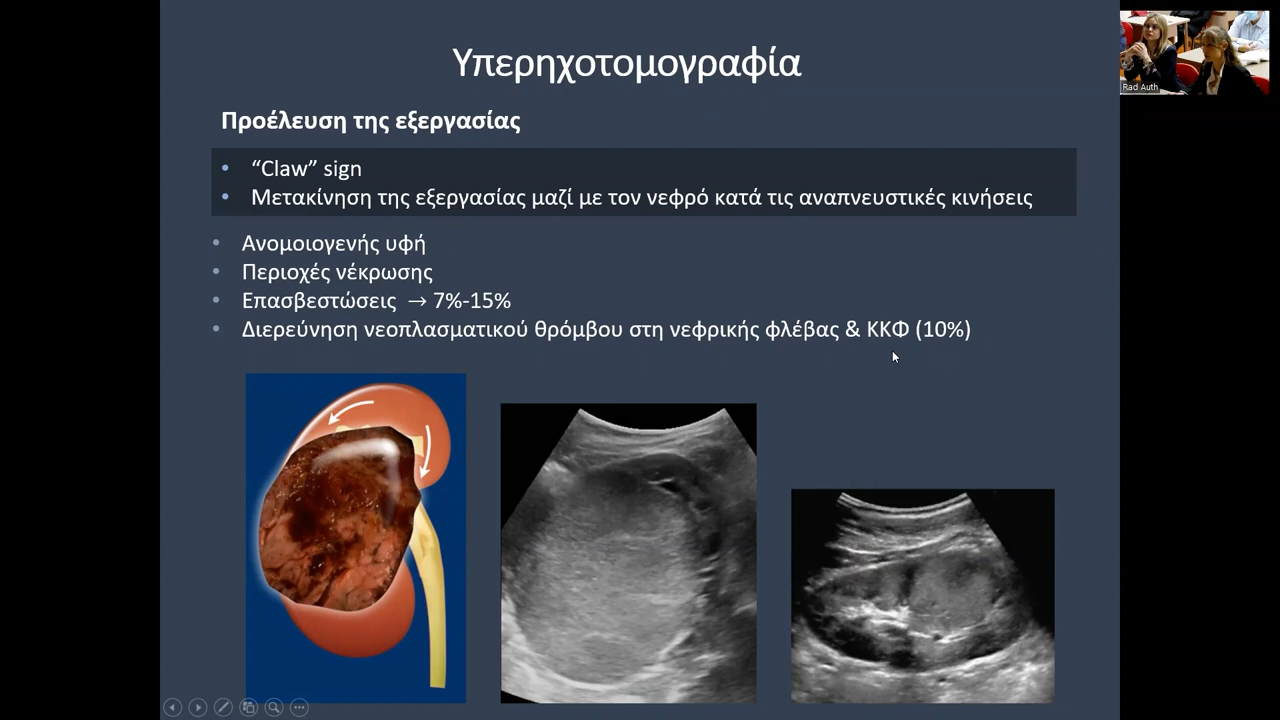 Υπερηχοτομογραφία
Rad Auth
Προέλευση της εξεργασίας
• “Claw” sign
• Μετακίνηση της εξεργασίας μαζί με τον νεφρό κατά τις αναπνευστικές κινήσεις
• Ανομοιογενής υφή
• Περιοχές νέκρωσης
• Επασβεστώσεις → 7%-15%
• Διερεύνηση νεοπλασματικού θρόμβου στη νεφρικής φλέβας & ΚΚΦ (10%)